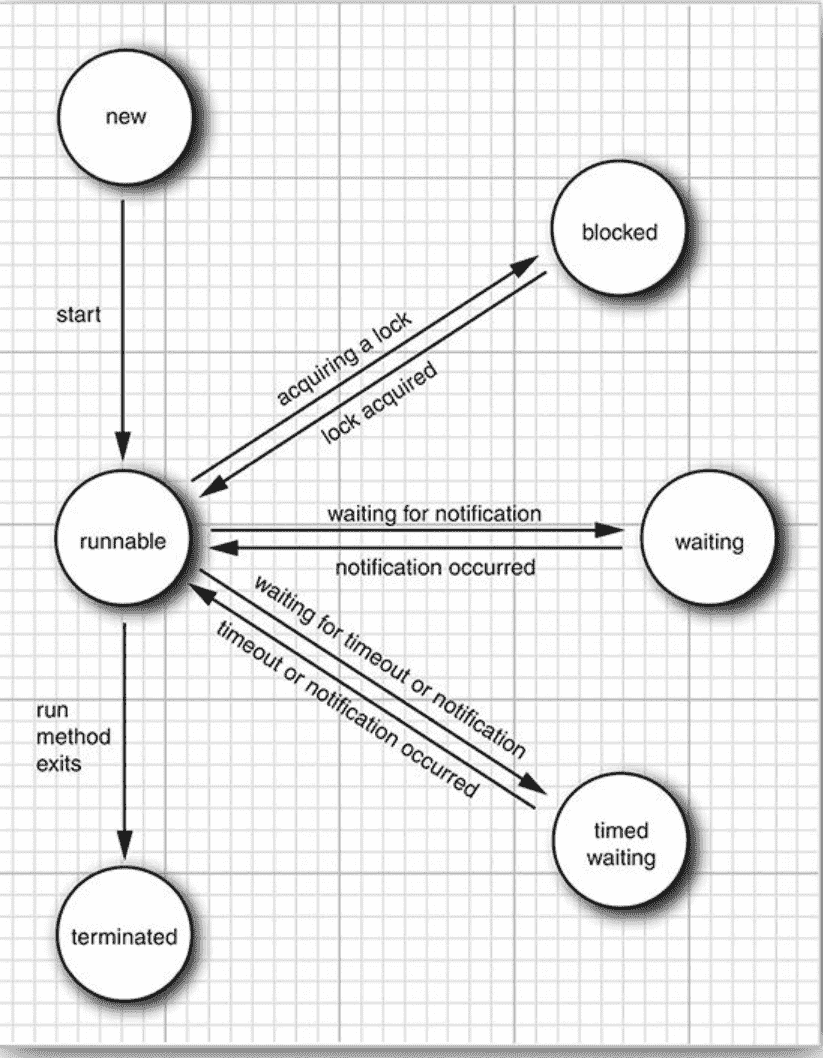 new
blocked
start
acquiring a lock
lock acquired
waiting for notification
runnable
waiting
notification occurred
waiting for timeout or notification
timeout or notification occurred
run
method
exits
timed
waiting
terminated